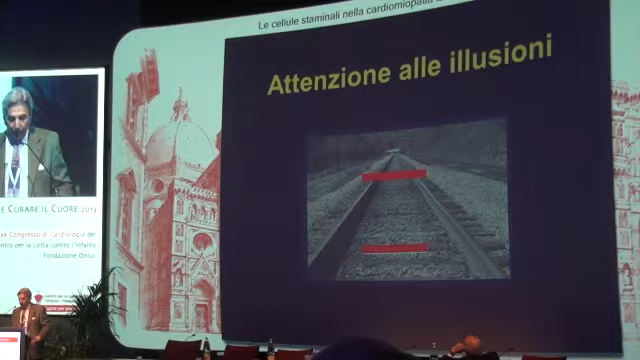 Le cellule staminali nella cardiomiopatia
Attenzione alle illusioni
E CURARE IL CUORE 2013
Congresso di Cardiologia del
entro per la Lotta contro l'Infarto
Fondazione Onlus